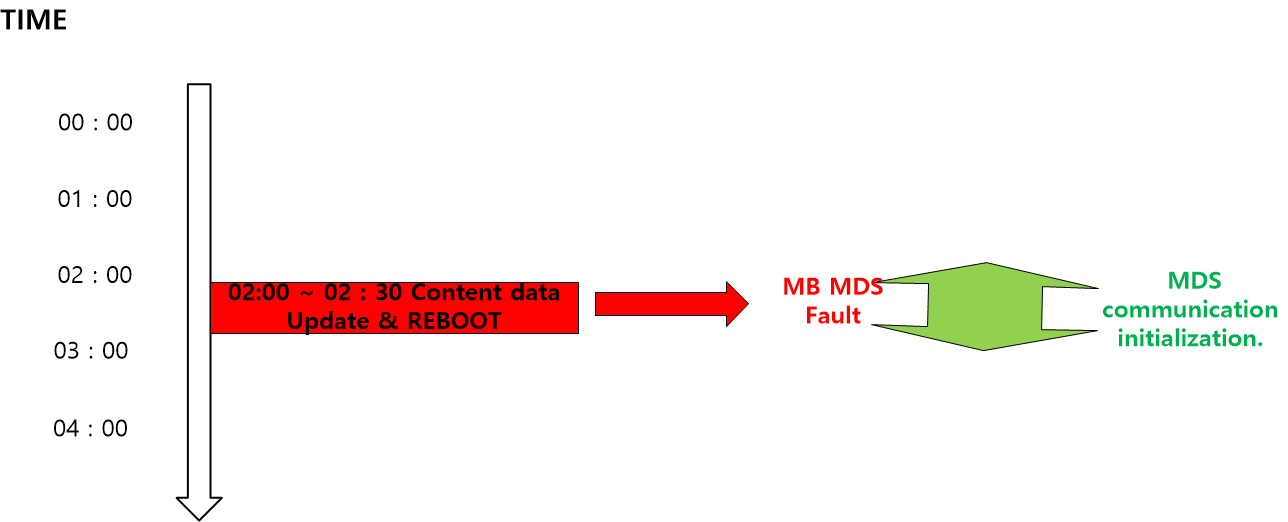 TIME
00 : 00
01 : 00
02 : 00
02:00 ~ 02 : 30 Content data
Update & REBOOT
MB MDS
Fault
MDS
communication
initialization.
03 : 00
04 : 00